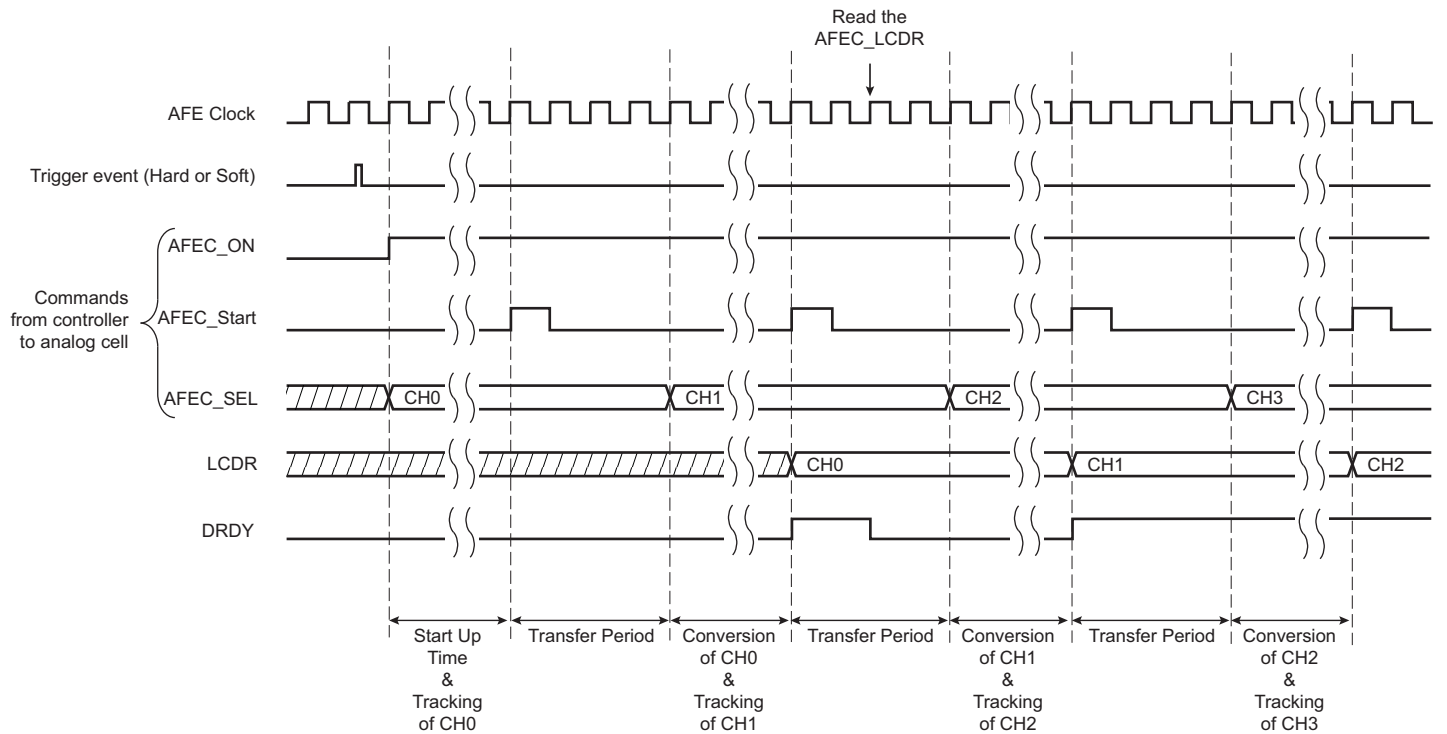 Read the
AFEC_LCDR
AFE Clock
Trigger event (Hard or Soft)
AFEC_ON
Commands
from controller
to analog cell
AFEC_Start
AFEC_SEL
CH0
CH1
CH2
CH3
LCDR
CH0
CH1
CH2
DRDY
Start Up
Time
&
Tracking
of CH0
Transfer Period
Conversion
of CH0
&
Tracking
of CH1
Transfer Period
Conversion
of CH1
&
Tracking
of CH2
Transfer Period
Conversion
of CH2
&
Tracking
of CH3